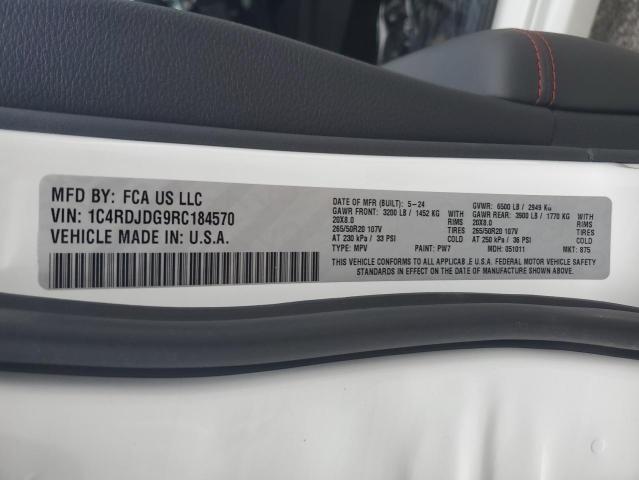 MFD BY: FCA US LLC
VIN: 1C4RDJDG9RC184570
VEHICLE MADE IN: U.S.A.
DATE OF MFR (BUILT): 5-24 GVWR: 6500 LB / 2949 KG
GAWR FRONT: 3200 LB / 1452 KG WITH GAWR REAR: 3900 LB / 1770 KG WITH
20X8.0 RIMS 20X8.0 RIMS
265/50R20 107V TIRES 265/50R20 107V TIRES
AT 230 kPa / 33 PSI COLD AT 250 kPa / 36 PSI COLD
TYPE: MPV PAINT: PW7 MDH: 051011 MKT: 875
THIS VEHICLE CONFORMS TO ALL APPLICABLE U.S.A. FEDERAL MOTOR VEHICLE SAFETY
STANDARDS IN EFFECT ON THE DATE OF MANUFACTURE SHOWN ABOVE.